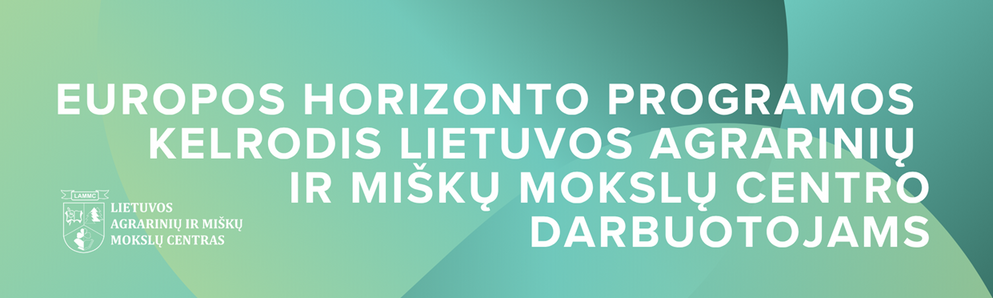 EUROPOS HORIZONTO PROGRAMOS
KELRODIS LIETUVOS AGRARINIŲ
IR MIŠKŲ MOKSLŲ CENTRO
DARBUOTOJAMS
LAMMC
LIETUVOS
AGRARINIŲ IR MIŠKŲ
MOKSLŲ CENTRAS